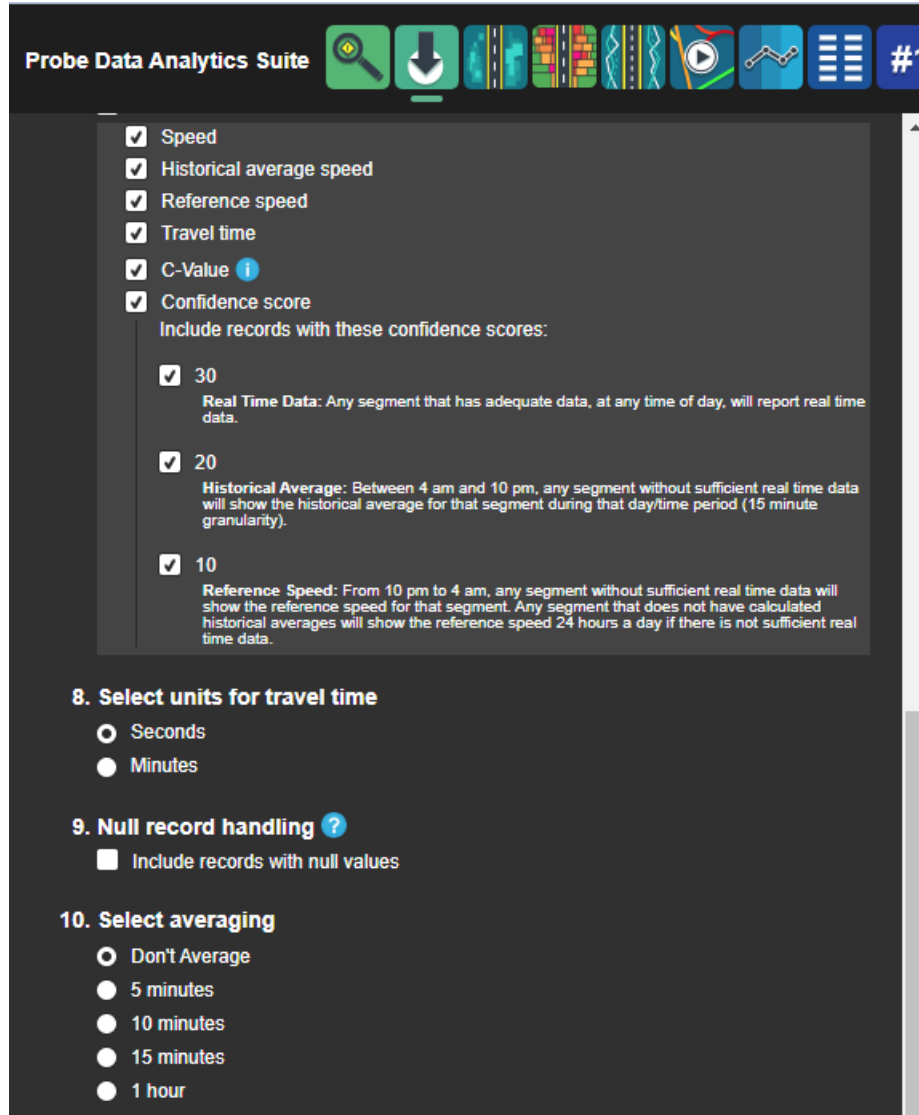 Probe Data Analytics Suite
#1
Speed
Historical average speed
Reference speed
Travel time
C-Value i
Confidence score
Include records with these confidence scores:
30
Real Time Data: Any segment that has adequate data, at any time of day, will report real time
data.
20
Historical Average: Between 4 am and 10 pm, any segment without sufficient real time data
will show the historical average for that segment during that day/time period (15 minute
granularity).
10
Reference Speed: From 10 pm to 4 am, any segment without sufficient real time data will
show the reference speed for that segment. Any segment that does not have calculated
historical averages will show the reference speed 24 hours a day if there is not sufficient real
time data.
8. Select units for travel time
Seconds
Minutes
9. Null record handling ?
Include records with null values
10. Select averaging
Don't Average
5 minutes
10 minutes
15 minutes
1 hour